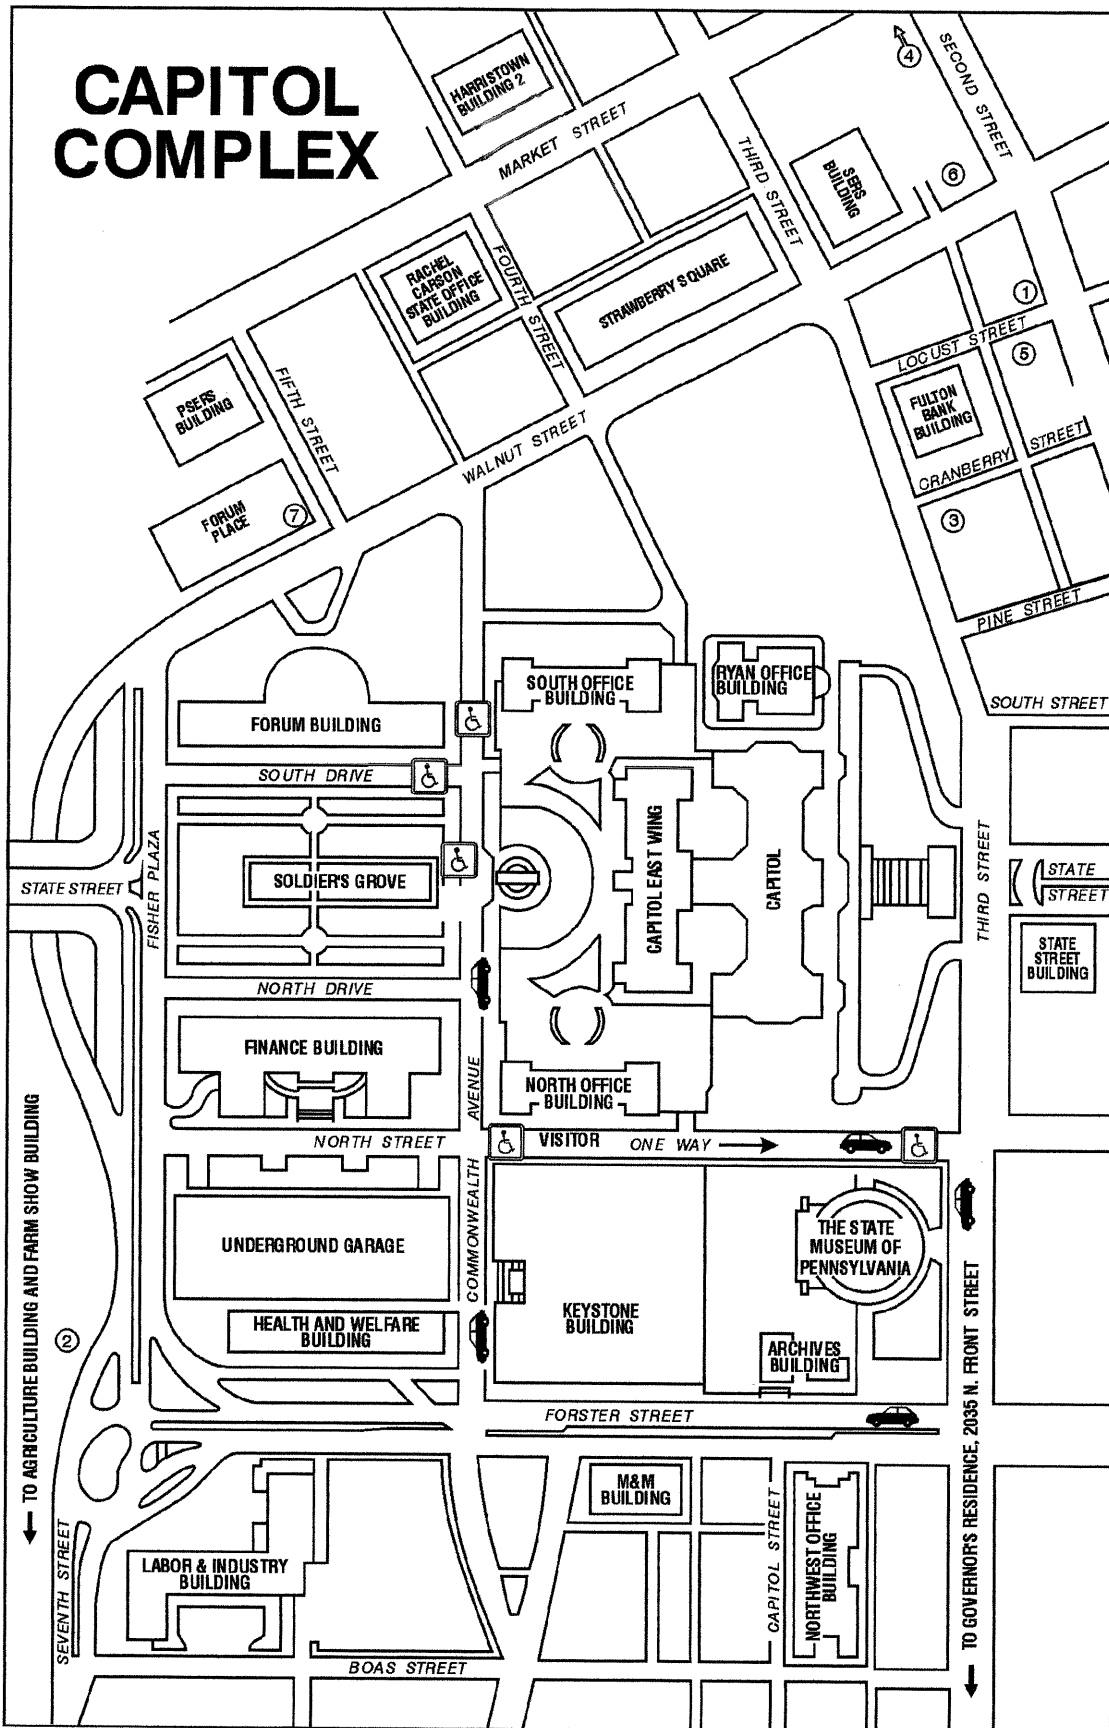 CAPITOL
COMPLEX
HARRISTOWN
BUILDING 2
MARKET STREET
4
SECOND STREET
THIRD STREET
SERS
BUILDING
6
RACHEL
CARSON
STATE OFFICE
BUILDING
FOURTH STREET
STRAWBERRY SQUARE
1
LOCUST STREET
5
PSERS
BUILDING
FIFTH STREET
FULTON
BANK
BUILDING
WALNUT STREET
CRANBERRY STREET
FORUM
PLACE
7
3
PINE STREET
SOUTH OFFICE
BUILDING
RYAN OFFICE
BUILDING
SOUTH STREET
FORUM BUILDING
SOUTH DRIVE
STATE STREET
FISHER PLAZA
SOLDIER'S GROVE
CAPITOL EAST WING
CAPITOL
THIRD STREET
STATE
STREET
STATE
STREET
BUILDING
NORTH DRIVE
FINANCE BUILDING
NORTH OFFICE
BUILDING
COMMONWEALTH AVENUE
NORTH STREET
VISITOR
ONE WAY
UNDERGROUND GARAGE
THE STATE
MUSEUM OF
PENNSYLVANIA
KEYSTONE
BUILDING
HEALTH AND WELFARE
BUILDING
2
ARCHIVES
BUILDING
FORSTER STREET
TO AGRICULTURE BUILDING AND FARM SHOW BUILDING
TO GOVERNORS RESIDENCE, 2035 N. FRONT STREET
M&M
BUILDING
CAPITOL STREET
NORTHWEST OFFICE
BUILDING
LABOR & INDUSTRY
BUILDING
SEVENTH STREET
BOAS STREET